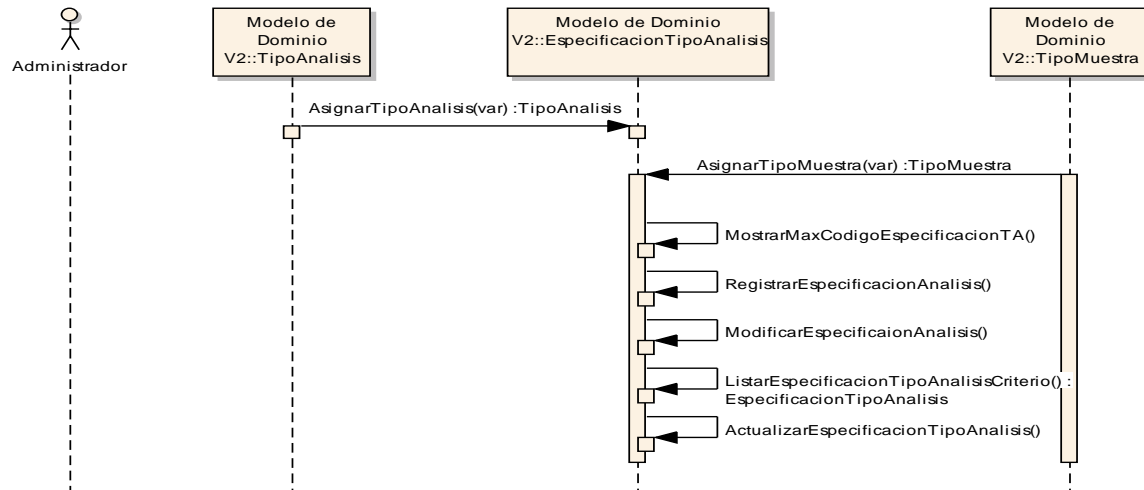 Administrador
Modelo de
Dominio
V2::TipoAnalisis
Modelo de Dominio
V2::EspecificacionTipoAnalisis
Modelo de
Dominio
V2::TipoMuestra
AsignarTipoAnalisis(var) :TipoAnalisis
AsignarTipoMuestra(var) :TipoMuestra
MostrarMaxCodigoEspecificacionTA()
RegistrarEspecificacionAnalisis()
ModificarEspecificaionAnalisis()
ListarEspecificacionTipoAnalisisCriterio() :
EspecificacionTipoAnalisis
ActualizarEspecificacionTipoAnalisis()